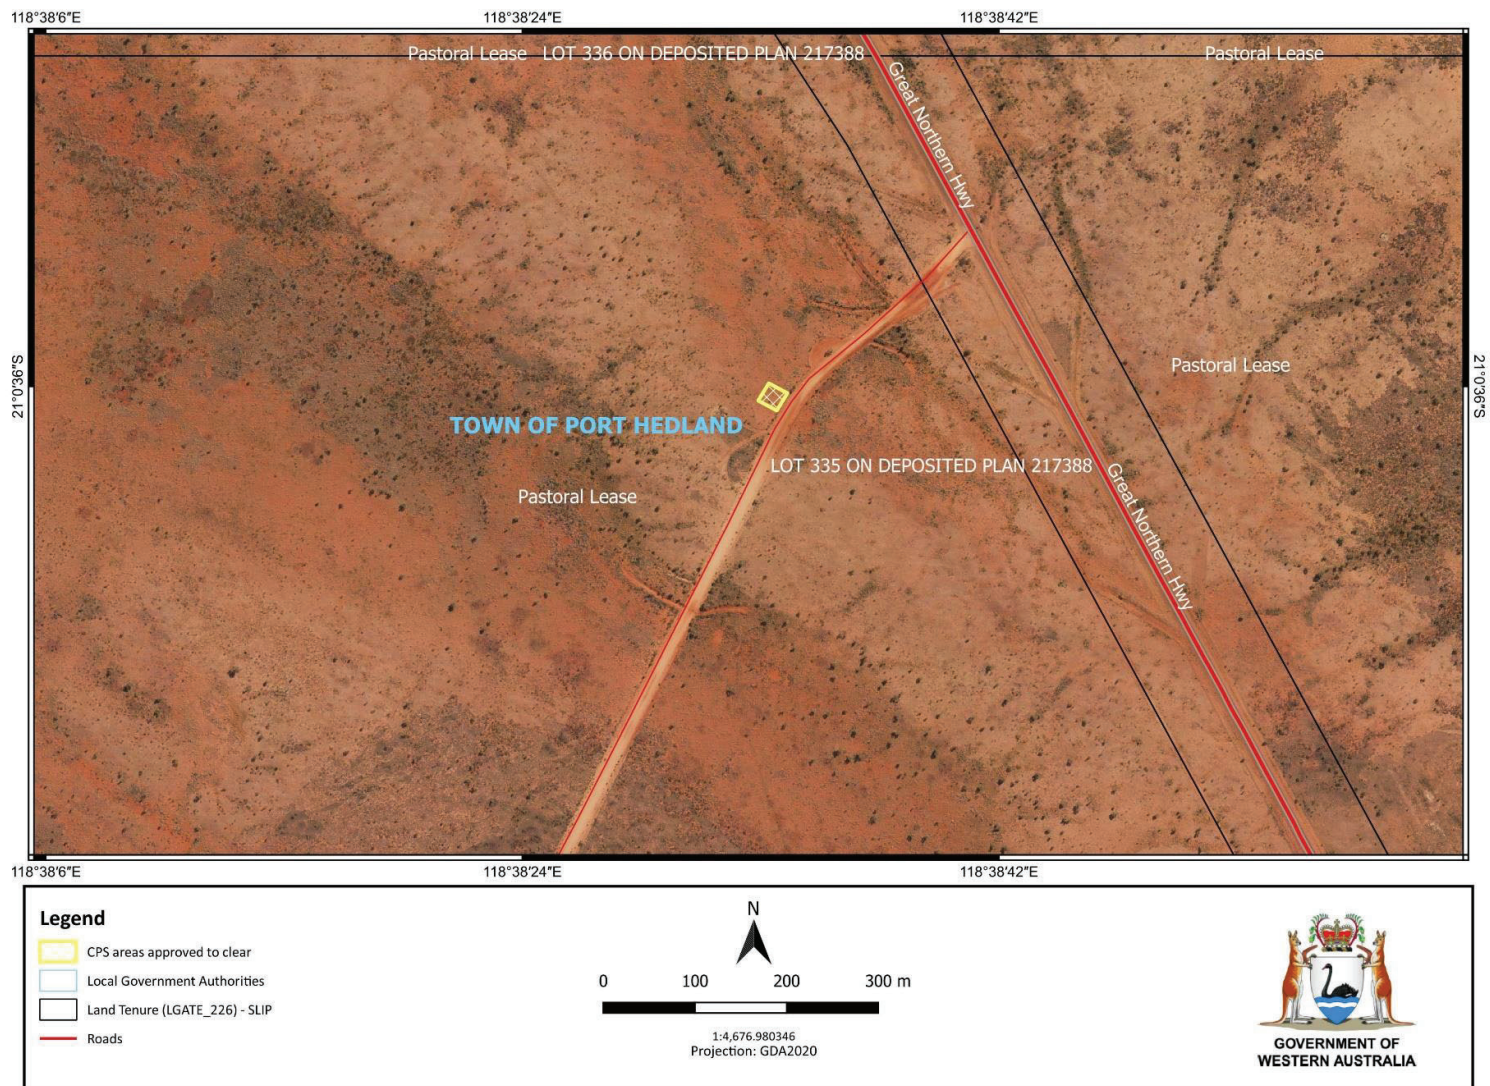 118°38'6"E
118°38'24"E
118°38'42"E
Pastoral Lease
LOT 336 ON DEPOSITED PLAN 217388
Pastoral Lease
Great Northern Hwy
21°0'36"S
21°0'36"S
Pastoral Lease
TOWN OF PORT HEDLAND
LOT 335 ON DEPOSITED PLAN 217388
Pastoral Lease
Great Northern Hwy
118°38'6"E
118°38'24"E
118°38'42"E
Legend
CPS areas approved to clear
Local Government Authorities
Land Tenure (LGATE_226) - SLIP
Roads
N
0 100 200 300 m
1:4,676.980346
Projection: GDA2020
GOVERNMENT OF
WESTERN AUSTRALIA